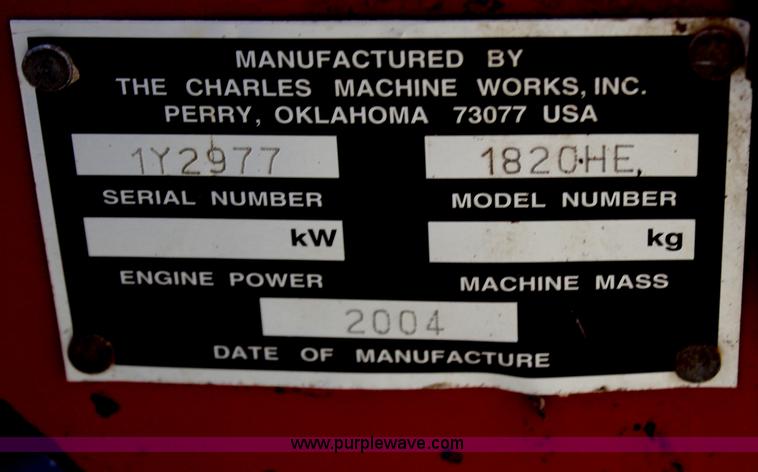 MANUFACTURED BY
THE CHARLES MACHINE WORKS, INC.
PERRY, OKLAHOMA 73077 USA
1Y2977 1820HE
SERIAL NUMBER MODEL NUMBER
kW kg
ENGINE POWER MACHINE MASS
2004
DATE OF MANUFACTURE
www.purplewave.com